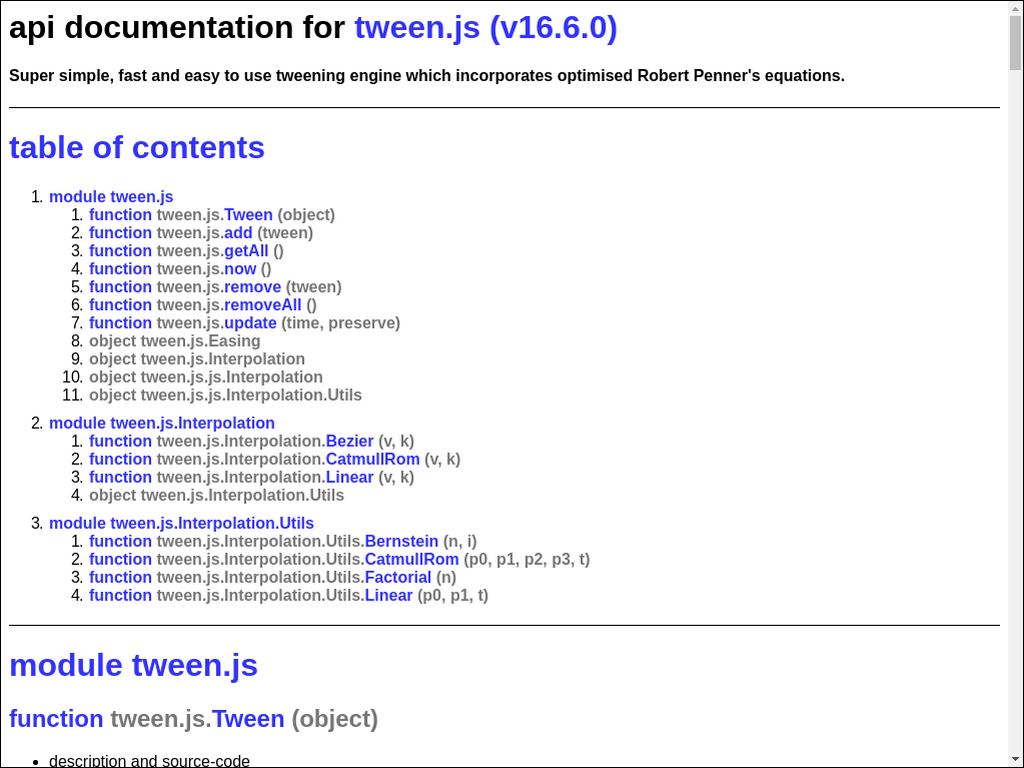 api documentation for tween.js (v16.6.0)
Super simple, fast and easy to use tweening engine which incorporates optimised Robert Penner's equations.
table of contents
1. module tween.js
1. function tween.js.Tween (object)
2. function tween.js.add (tween)
3. function tween.js.getAll ()
4. function tween.js.now ()
5. function tween.js.remove (tween)
6. function tween.js.removeAll ()
7. function tween.js.update (time, preserve)
8. object tween.js.Easing
9. object tween.js.Interpolation
10. object tween.js.js.Interpolation
11. object tween.js.js.Interpolation.Utils
2. module tween.js.Interpolation
1. function tween.js.Interpolation.Bezier (v, k)
2. function tween.js.Interpolation.CatmullRom (v, k)
3. function tween.js.Interpolation.Linear (v, k)
4. object tween.js.Interpolation.Utils
3. module tween.js.Interpolation.Utils
1. function tween.js.Interpolation.Utils.Bernstein (n, i)
2. function tween.js.Interpolation.Utils.CatmullRom (p0, p1, p2, p3, t)
3. function tween.js.Interpolation.Utils.Factorial (n)
4. function tween.js.Interpolation.Utils.Linear (p0, p1, t)
module tween.js
function tween.js.Tween (object)
• description and source-code